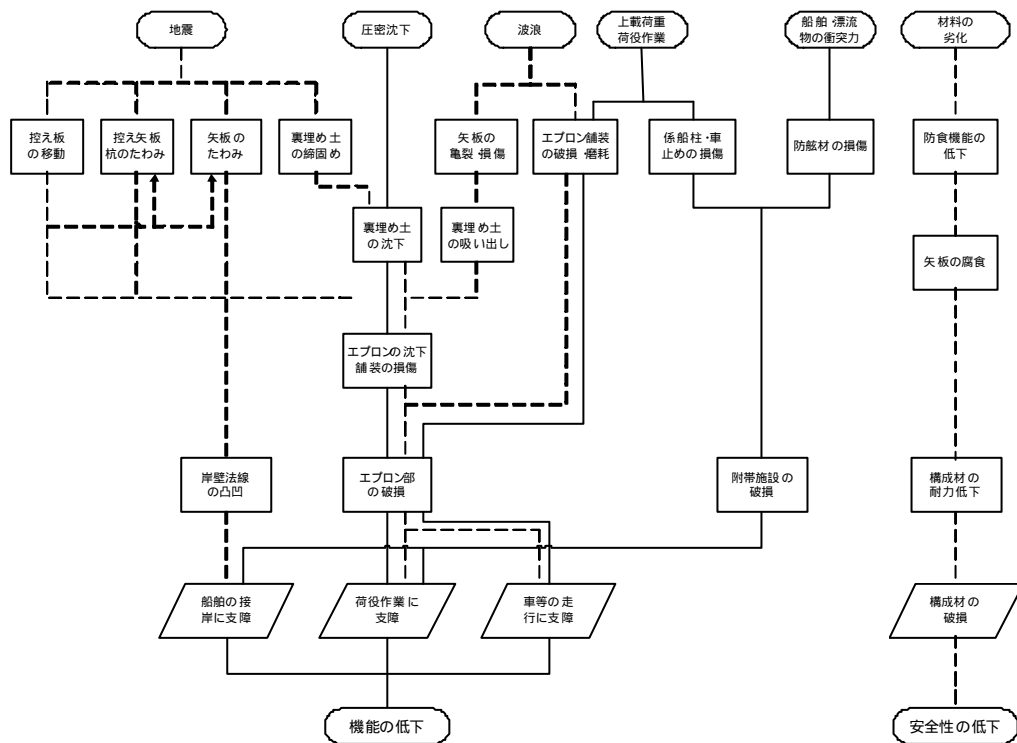 地震
圧密沈下
波浪
上載荷重
荷役作業
船舶・漂流
物の衝突力
材料の
劣化
控え板
の移動
控え矢板
杭のたわみ
矢板の
たわみ
裏埋め土
の締固め
矢板の
亀裂・損傷
エプロン舗装
の破損・磨耗
係船柱・車
止めの損傷
防舷材の損傷
防食機能の
低下
裏埋め土
の沈下
裏埋め土
の吸い出し
矢板の腐食
エプロンの沈下
舗装の損傷
岸壁法線
の凸凹
エプロン部
の破損
附帯施設の
破損
構成材の
耐力低下
船舶の接
岸に支障
荷役作業に
支障
車等の走
行に支障
構成材の
破損
機能の低下
安全性の低下